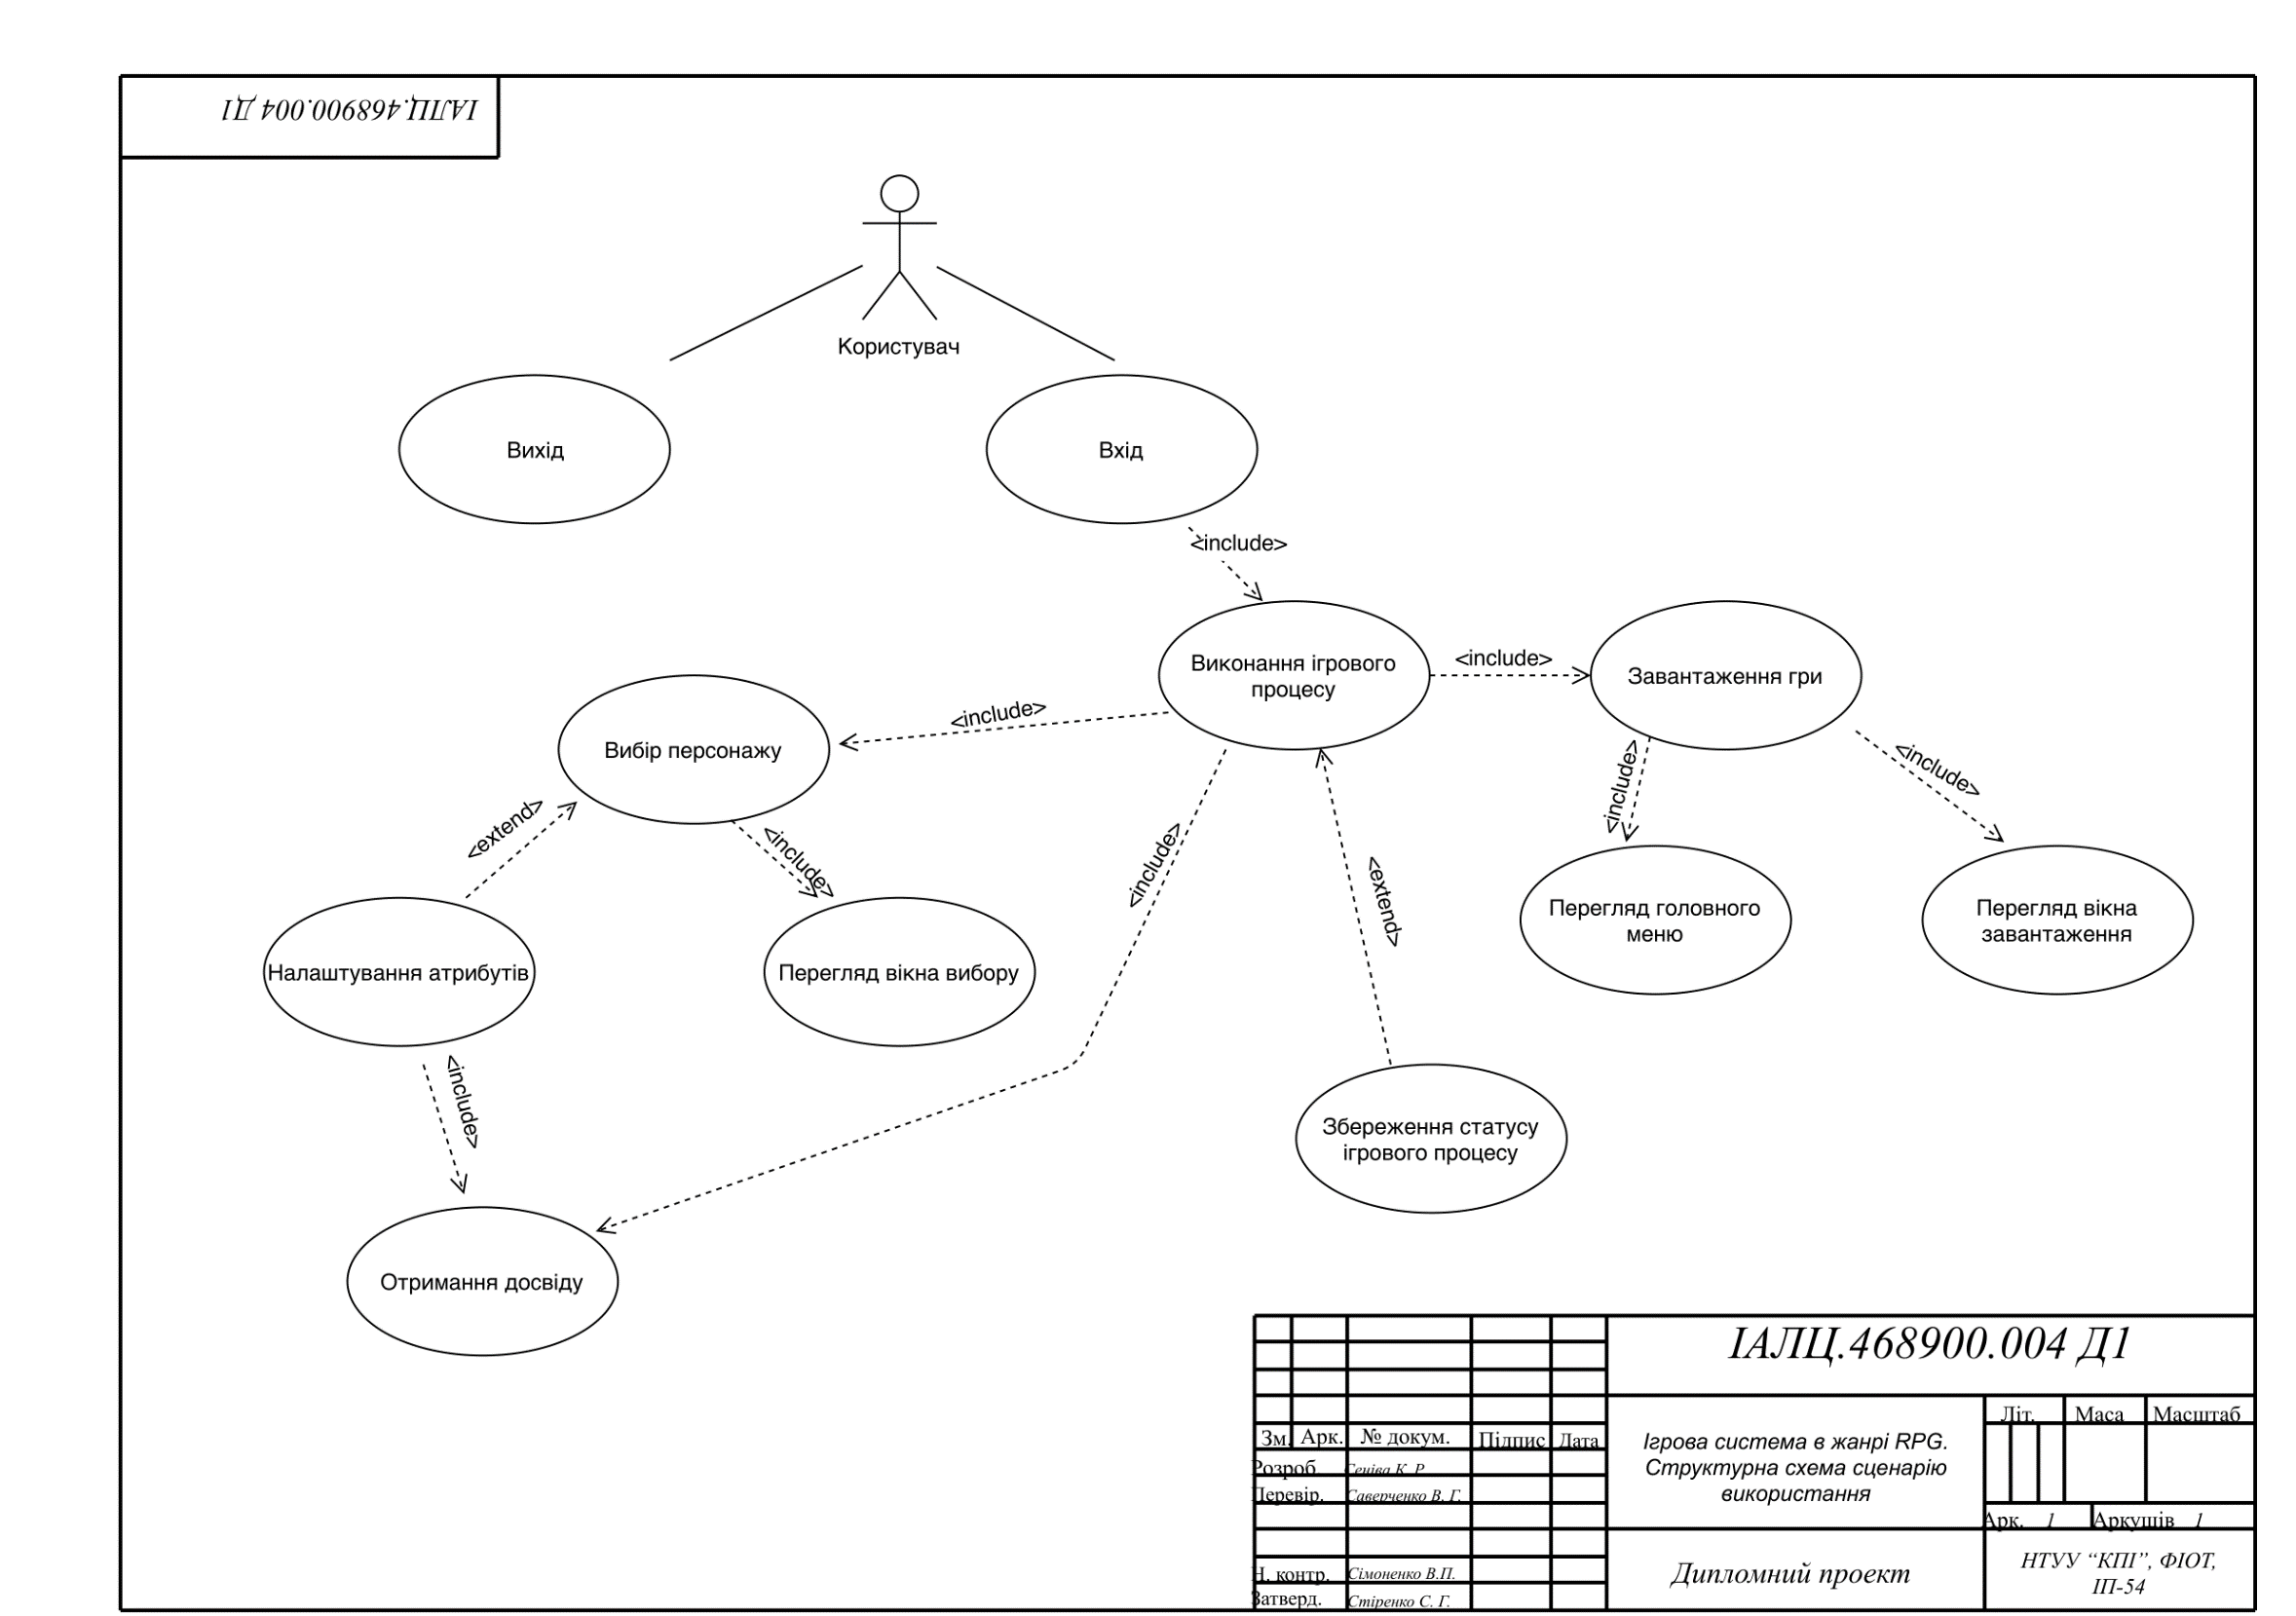 ІАЛЦ.468900.004 Д1
Користувач
Вихід
Вхід
<include>
Виконання ігрового
процесу
<include>
Завантаження гри
<include>
Вибір персонажу
<include>
<include>
<extend>
<include>
<include>
<extend>
Перегляд головного
меню
Перегляд вікна
завантаження
Налаштування атрибутів
Перегляд вікна вибору
<include>
Збереження статусу
ігрового процесу
Отримання досвіду
ІАЛЦ.468900.004 Д1
Зм. Арк. № докум. Підпис Дата
Розроб.
Перевір. Саверченко В. Г.
Н. контр. Сімоненко В.П.
Затверд. Стіренко С. Г.
Ігрова система в жанрі RPG.
Структурна схема сценарію
використання
Літ. Маса Масштаб
Арк. 1 Аркушів 1
Дипломний проект
НТУУ “КПІ”, ФІОТ,
ІП-54